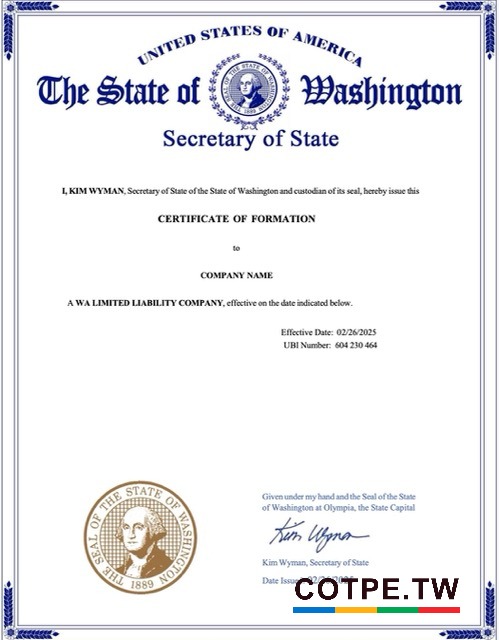 UNITED STATES OF AMERICA
The State of Washington
Secretary of State
I, KIM WYMAN, Secretary of State of the State of Washington and custodian of its seal, hereby issue this
CERTIFICATE OF FORMATION
to
COMPANY NAME
A WA LIMITED LIABILITY COMPANY, effective on the date indicated below.
Effective Date: 02/26/2025
UBI Number: 604 230 464
THE SEAL OF THE STATE OF WASHINGTON
1889
Given under my hand and the Seal of the State
of Washington at Olympia, the State Capital
Kim Wyman
Kim Wyman, Secretary of State
Date Issued: 02/26/2025
COTPE.TW